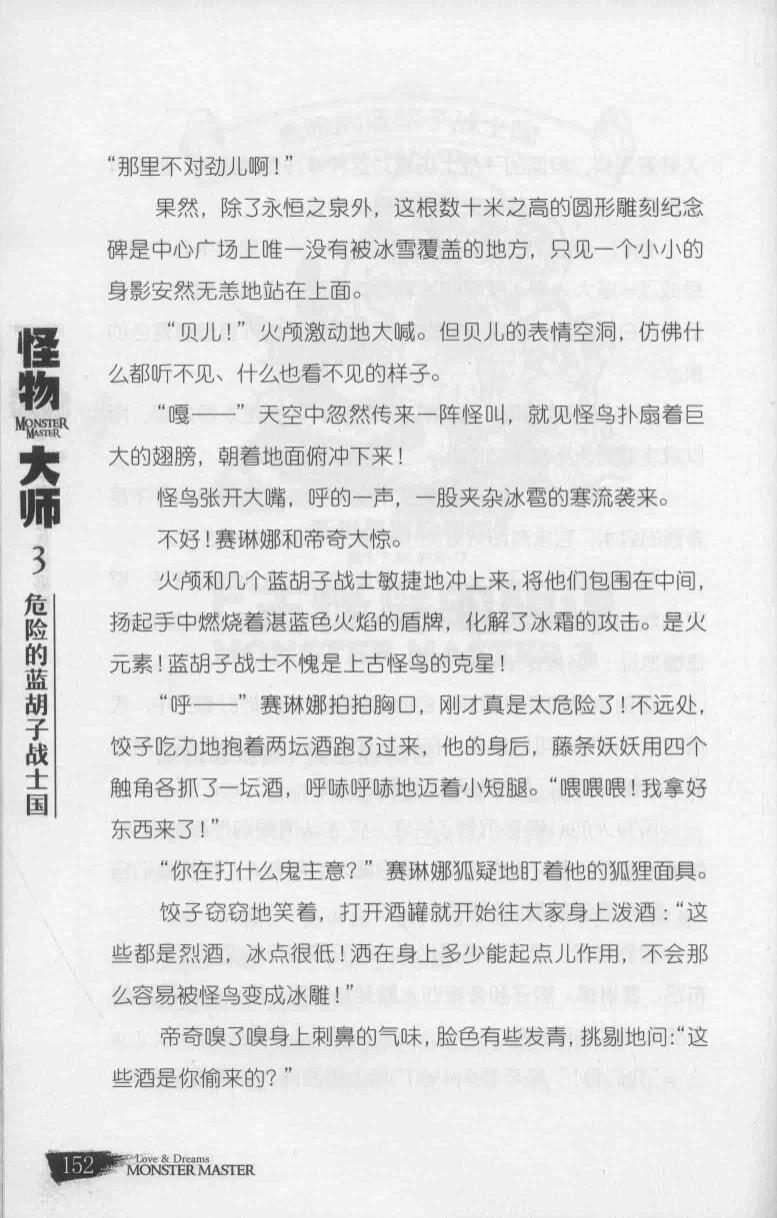 “那里不对劲儿啊！”
果然，除了永恒之泉外，这根数十米之高的圆形雕刻纪念
碑是中心广场上唯一没有被冰雪覆盖的地方，只见一个小小的
身影安然无恙地站在上面。
“贝儿！”火颅激动地大喊。但贝儿的表情空洞，仿佛什
么都听不见、什么也看不见的样子。
“嘎——”天空中忽然传来一阵怪叫，就见怪鸟扑扇着巨
大的翅膀，朝着地面俯冲下来！
怪鸟张开大嘴，呼的一声，一股夹杂冰雹的寒流袭来。
不好！赛琳娜和帝奇大惊。
火颅和几个蓝胡子战士敏捷地冲上来，将他们包围在中间，
扬起手中燃烧着湛蓝色火焰的盾牌，化解了冰霜的攻击。是火
元素！蓝胡子战士不愧是上古怪鸟的克星！
“呼——”赛琳娜拍拍胸口，刚才真是太危险了！不远处，
饺子吃力地抱着两坛酒跑了过来，他的身后，藤条妖妖用四个
触角各抓了一坛酒，呼哧呼哧地迈着小短腿。“喂喂喂！我拿好
东西来了！”
“你在打什么鬼主意？”赛琳娜狐疑地盯着他的狐狸面具。
饺子窃窃地笑着，打开酒罐就开始往大家身上泼酒：“这
些都是烈酒，冰点很低！洒在身上多少能起点儿作用，不会那
么容易被怪鸟变成冰雕！”
帝奇嗅了嗅身上刺鼻的气味，脸色有些发青，挑剔地问：“这
些酒是你偷来的？”
怪物
MONSTER
MASTER
大师
3
危险的蓝胡子战士国
152
Love & Dreams
MONSTER MASTER